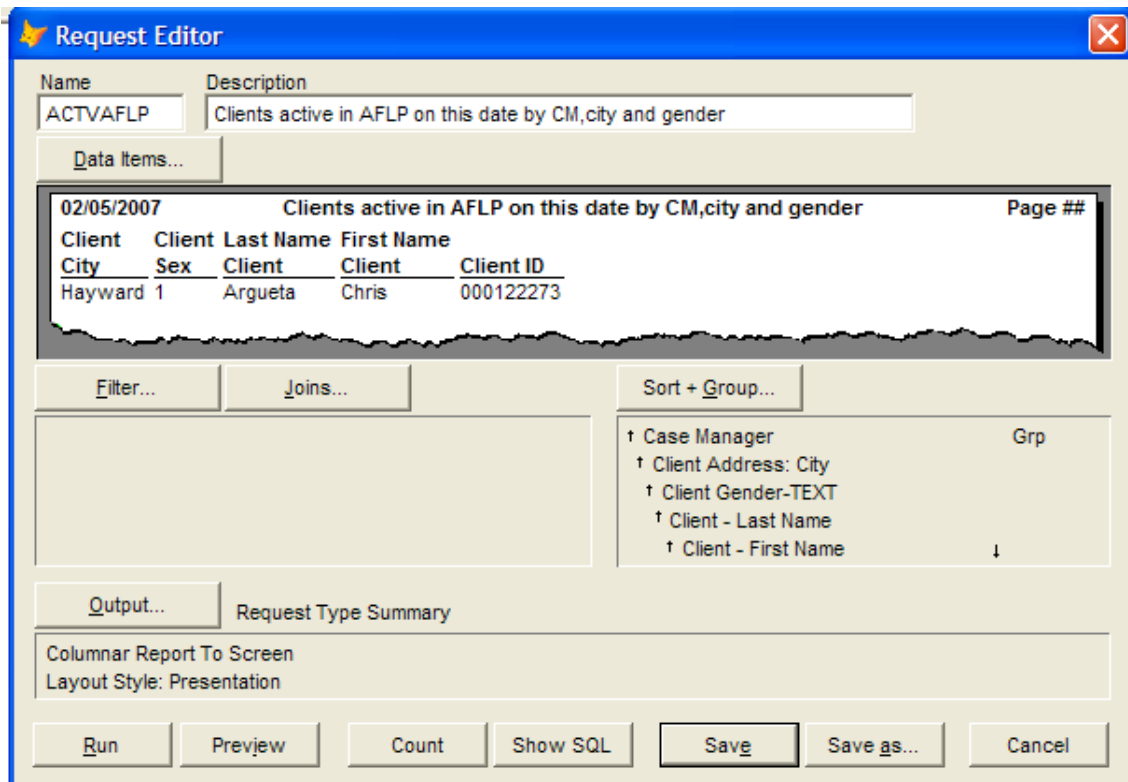 Request Editor
Name Description
ACTVAFLP Clients active in AFLP on this date by CM,city and gender
Data Items...
02/05/2007 Clients active in AFLP on this date by CM,city and gender Page ##
Client Client Last Name First Name
City Sex Client Client Client ID
Hayward 1 Argueta Chris 000122273
Filter... Joins... Sort + Group...
↑ Case Manager Grp
↑ Client Address: City
↑ Client Gender-TEXT
↑ Client - Last Name
↑ Client - First Name ↓
Output... Request Type Summary
Columnar Report To Screen
Layout Style: Presentation
Run Preview Count Show SQL Save Save as... Cancel